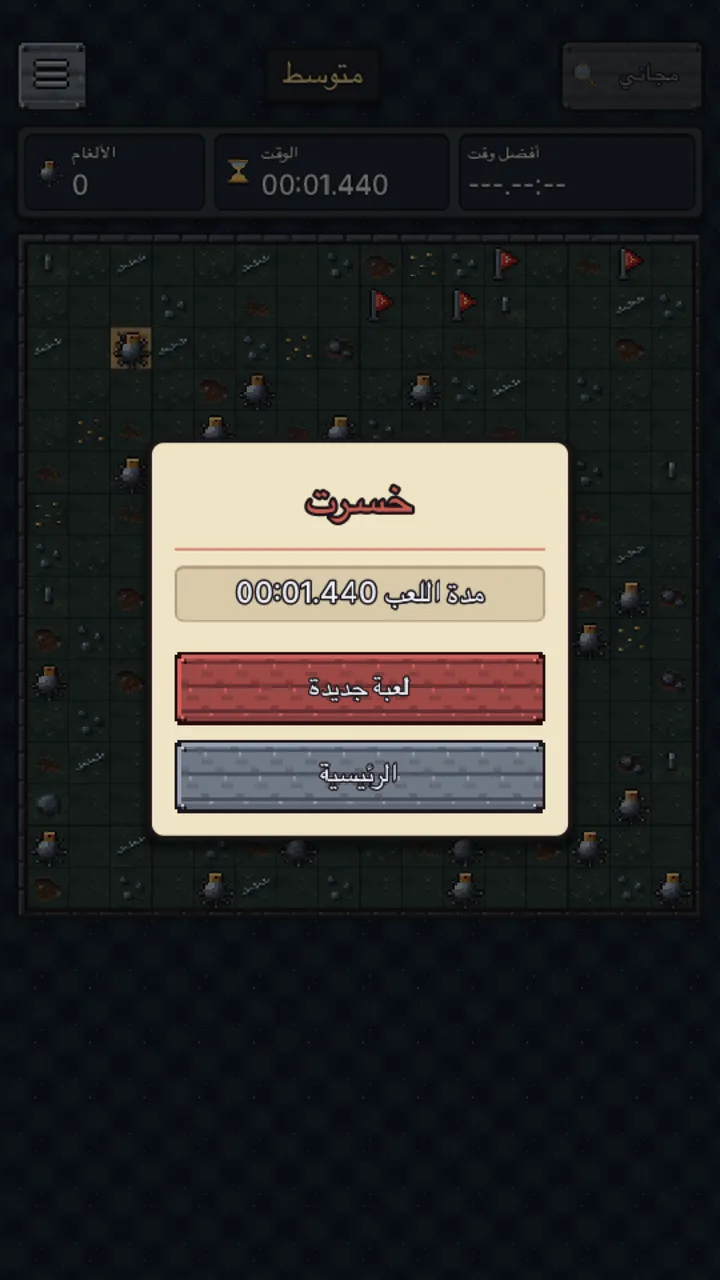 متوسط
مجاني
الألغام
0
الوقت
00:01.440
أفضل وقت
--:--.---
خسرت
مدة اللعب 00:01.440
لعبة جديدة
الرئيسية